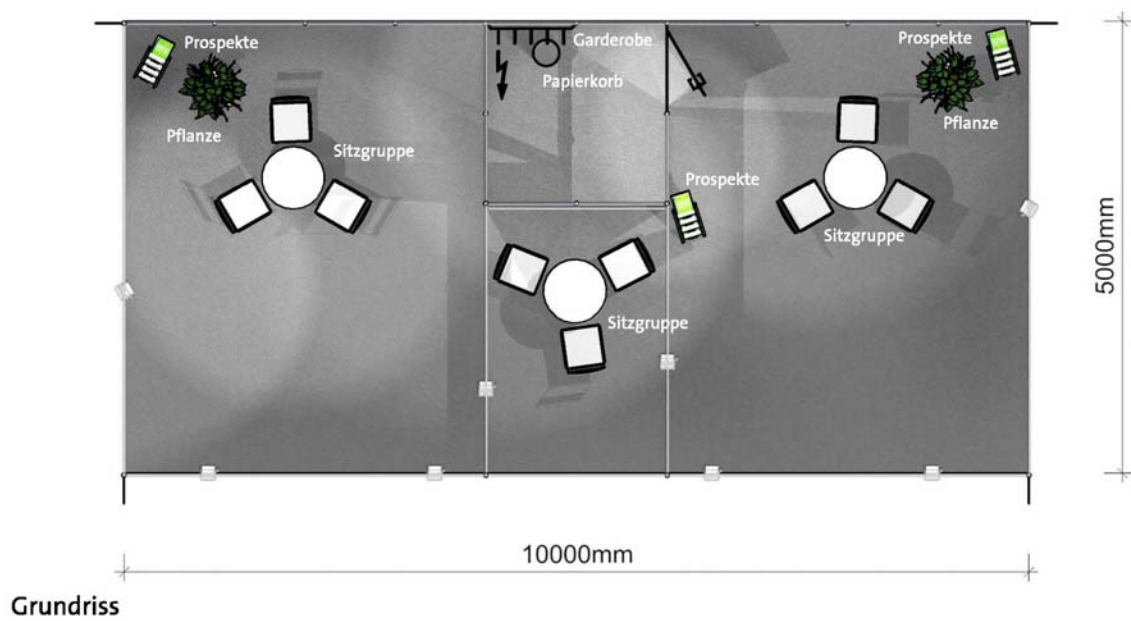 Prospekte
Pflanze
Sitzgruppe
Garderobe
Papierkorb
Prospekte
Sitzgruppe
Prospekte
Pflanze
Sitzgruppe
5000mm
10000mm
Grundriss